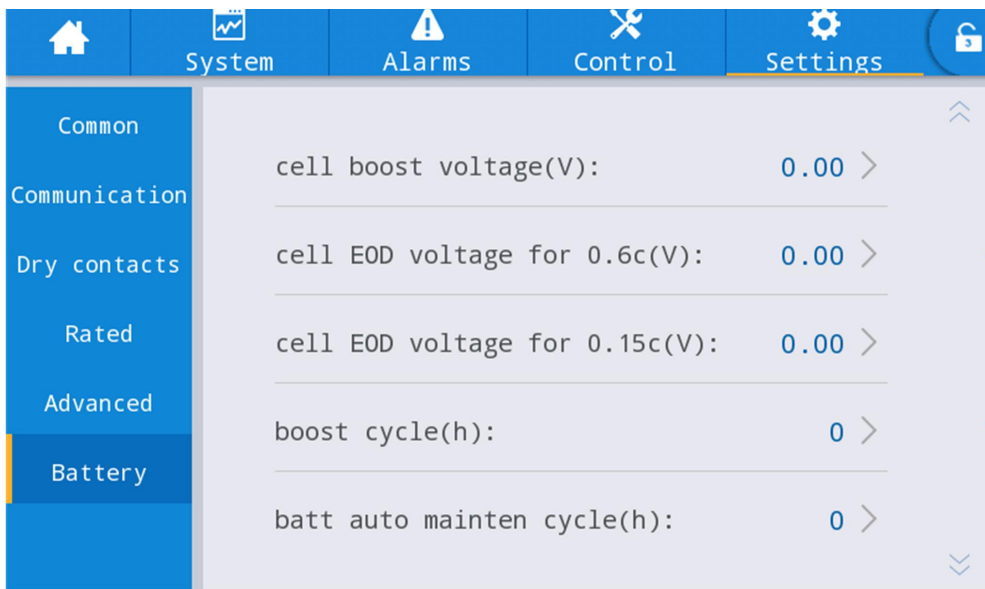 System
Alarms
Control
Settings
3
Common
Communication
Dry contacts
Rated
Advanced
Battery
cell boost voltage(V): 0.00
cell EOD voltage for 0.6c(V): 0.00
cell EOD voltage for 0.15c(V): 0.00
boost cycle(h): 0
batt auto mainten cycle(h): 0